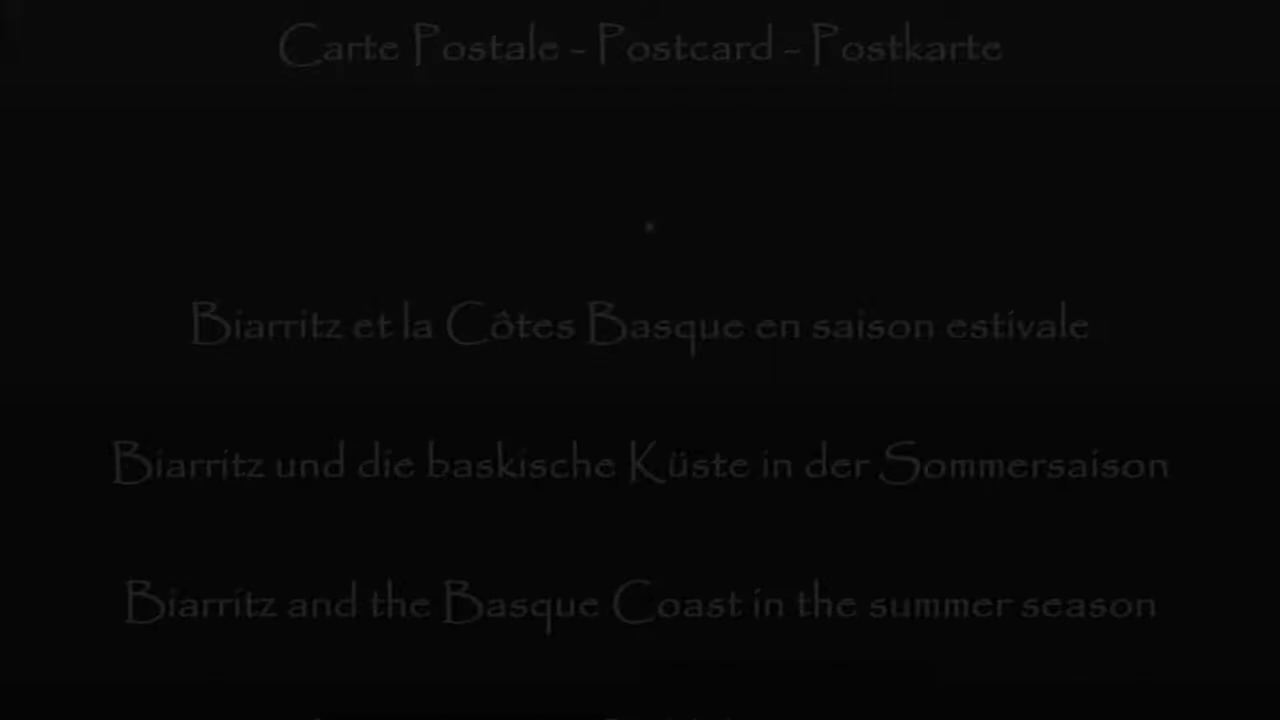 Carte Postale - Postcard - Postkarte
Biarritz et la Côtes Basque en saison estivale
Biarritz und die baskische Küste in der Sommersaison
Biarritz and the Basque Coast in the summer season